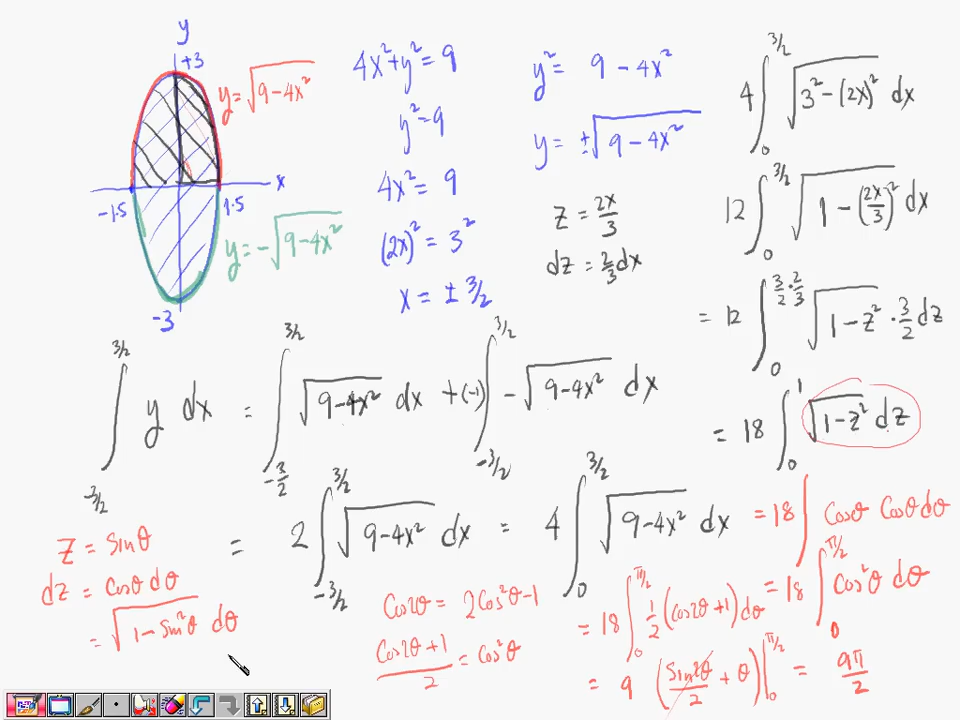 y
+3
y = √(9-4x²)
x
-1.5
1.5
y = -√(9-4x²)
-3
4x²+y² = 9
y² = 9
4x² = 9
(2x)² = 3²
x = ± 3/2
y² = 9-4x²
y = ±√(9-4x²)
z = 2x/3
dz = 2/3 dx
4 ∫₀^{3/2} √(3²-(2x)²) dx
12 ∫₀^{3/2} √(1-(2x/3)²) dx
= 12 ∫₀^{3/2·2/3} √(1-z²) · 3/2 dz
= 18 ∫₀^1 √(1-z²) dz
∫_{-3/2}^{3/2} y dx = ∫_{-3/2}^{3/2} √(9-4x²) dx + (-1) ∫_{-3/2}^{3/2} -√(9-4x²) dx
= 2 ∫_{-3/2}^{3/2} √(9-4x²) dx = 4 ∫₀^{3/2} √(9-4x²) dx
z = sinθ
dz = cosθ dθ
= √(1-sin²θ) dθ
cos2θ = 2cos²θ-1
(cos2θ+1)/2 = cos²θ
= 18 ∫ cosθ cosθ dθ
= 18 ∫₀^{π/2} cos²θ dθ
= 18 ∫₀^{π/2} 1/2 (cos2θ+1) dθ
= 9 (sin2θ/2 + θ)|₀^{π/2} = 9π/2